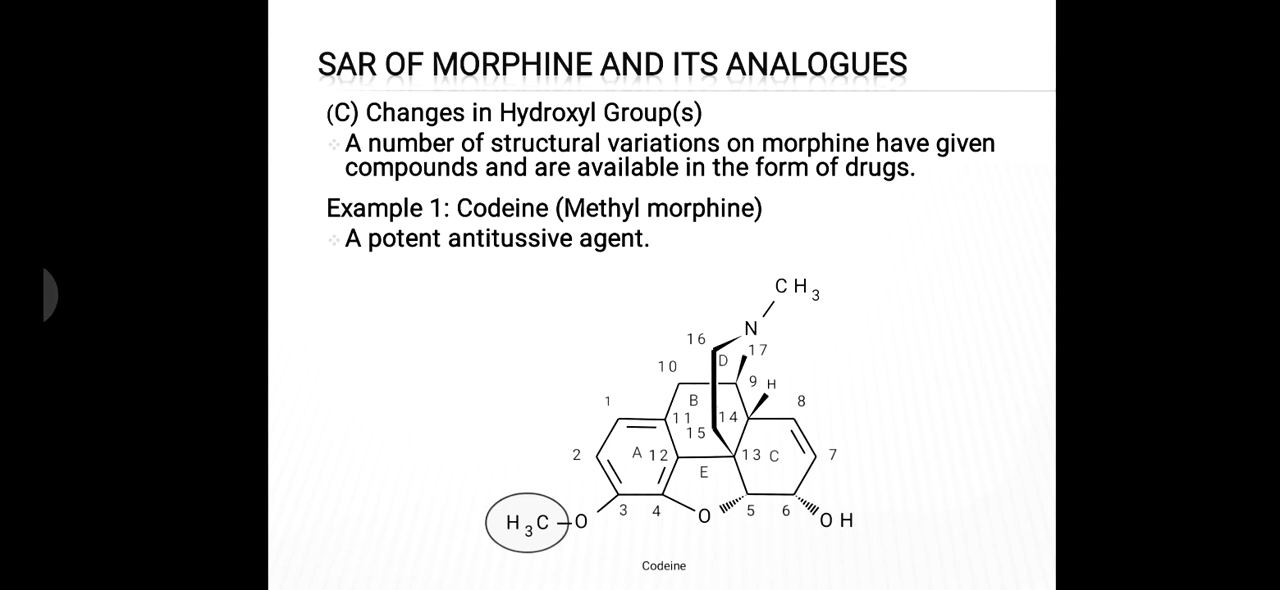 SAR OF MORPHINE AND ITS ANALOGUES
(C) Changes in Hydroxyl Group(s)
A number of structural variations on morphine have given
compounds and are available in the form of drugs.
Example 1: Codeine (Methyl morphine)
A potent antitussive agent.
CH3
N
16
17
D
10
9 H
1
B
8
11
14
15
2
A 12
13 C
7
E
3
4
5
6
H3C-O
O
OH
Codeine